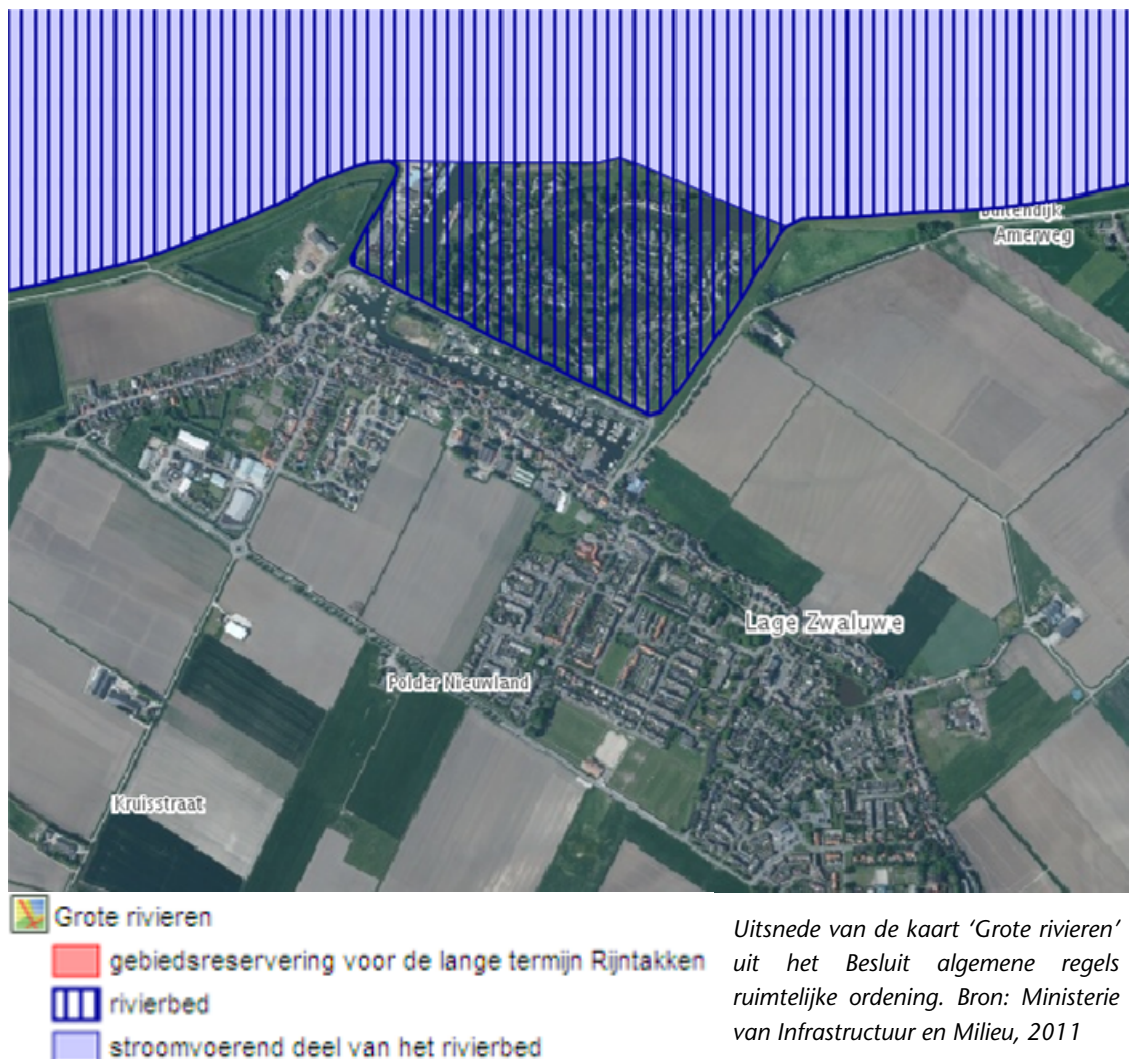 Buitendijk
Amerweg
Lage Zwaluwe
Polder Nieuwland
Kruisstraat
Grote rivieren
gebiedsreservering voor de lange termijn Rijntakken
rivierbed
stroomvoerend deel van het rivierbed
Uitsnede van de kaart ‘Grote rivieren’
uit het Besluit algemene regels
ruimtelijke ordening. Bron: Ministerie
van Infrastructuur en Milieu, 2011